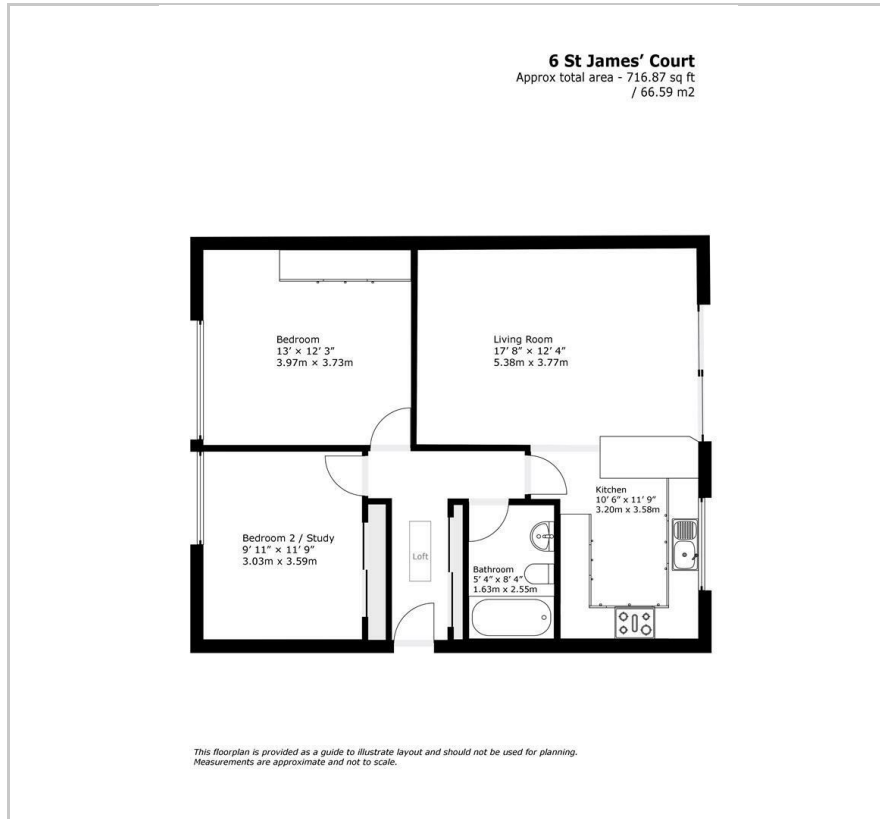 6 St James’ Court
Approx total area - 716.87 sq ft
/ 66.59 m2
Bedroom
13’ × 12’ 3”
3.97m × 3.73m
Living Room
17’ 8” × 12’ 4”
5.38m × 3.77m
Kitchen
10’ 6” x 11’ 9”
3.20m x 3.58m
Bedroom 2 / Study
9’ 11” × 11’ 9”
3.03m x 3.59m
Loft
Bathroom
5’ 4” x 8’ 4”
1.63m x 2.55m
This floorplan is provided as a guide to illustrate layout and should not be used for planning.
Measurements are approximate and not to scale.